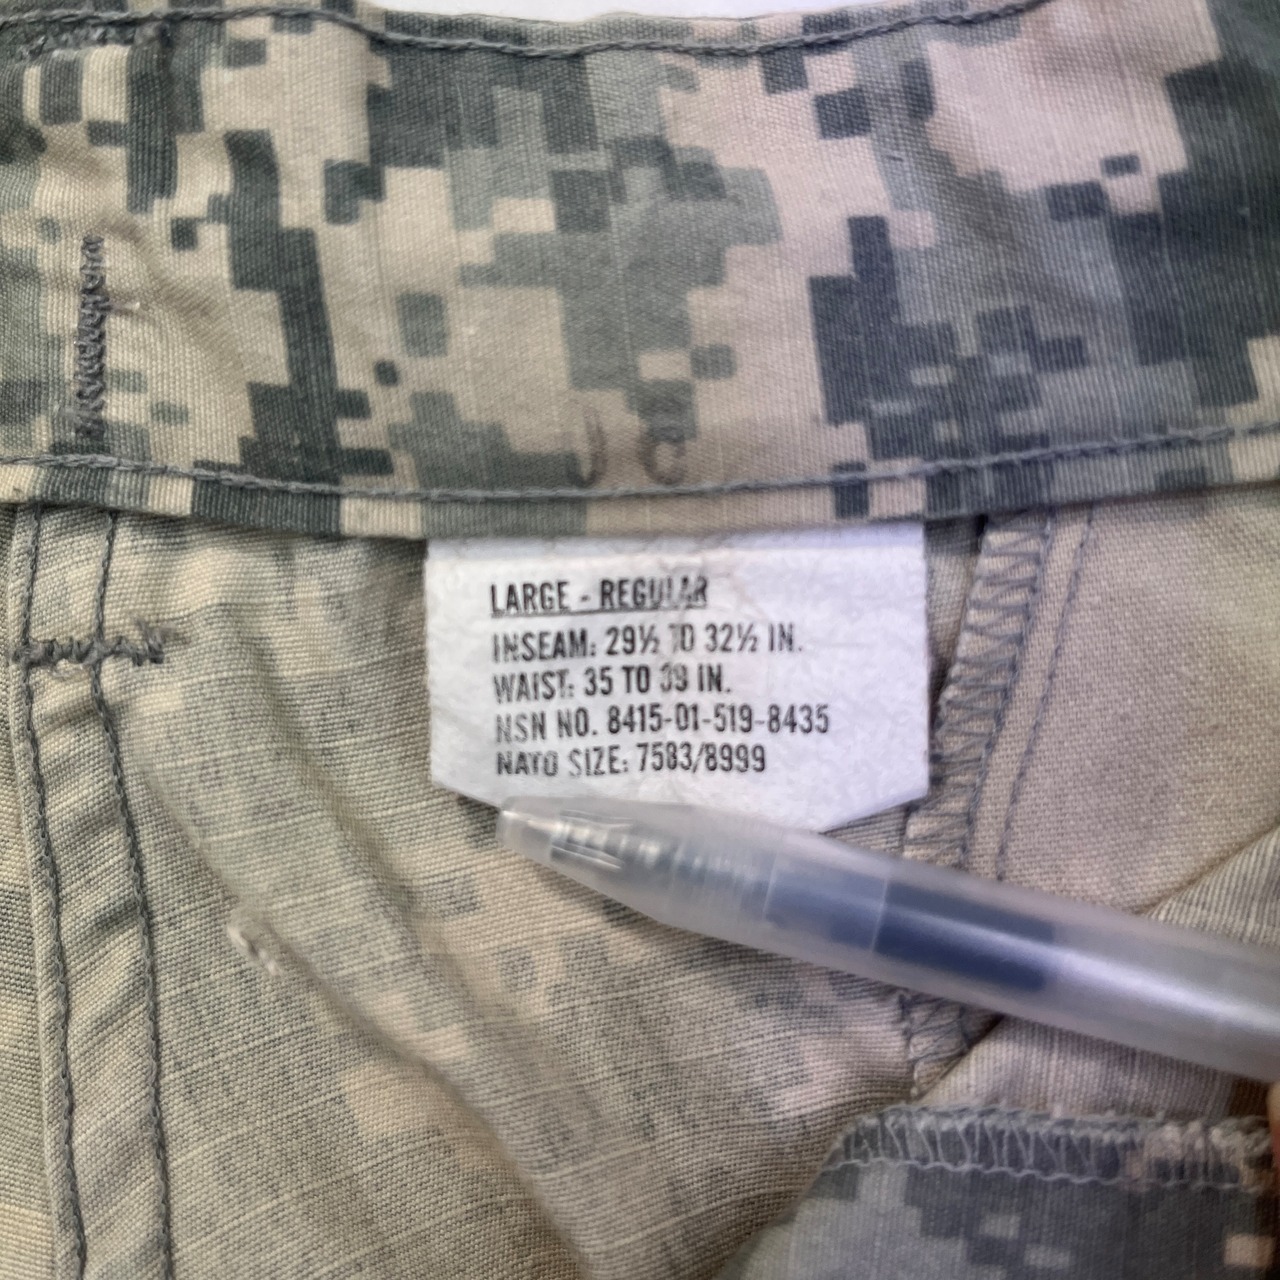 J C
LARGE - REGULAR
INSEAM: 29½ TO 32½ IN.
WAIST: 35 TO 39 IN.
NSN NO. 8415-01-519-8435
NATO SIZE: 7583/8999